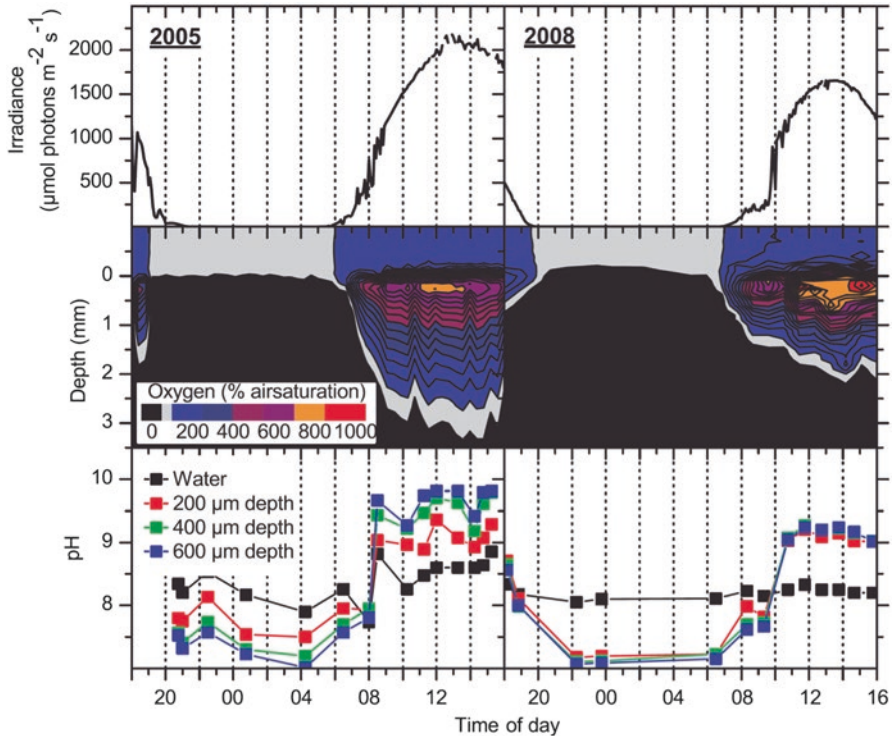 2005
2008
Irradiance
(µmol photons m⁻² s⁻¹)
2000
1500
1000
500
Depth (mm)
0
1
2
3
Oxygen (% airsaturation)
0 200 400 600 800 1000
pH
10
9
8
Water
200 µm depth
400 µm depth
600 µm depth
20 00 04 08 12 20 00 04 08 12 16
Time of day